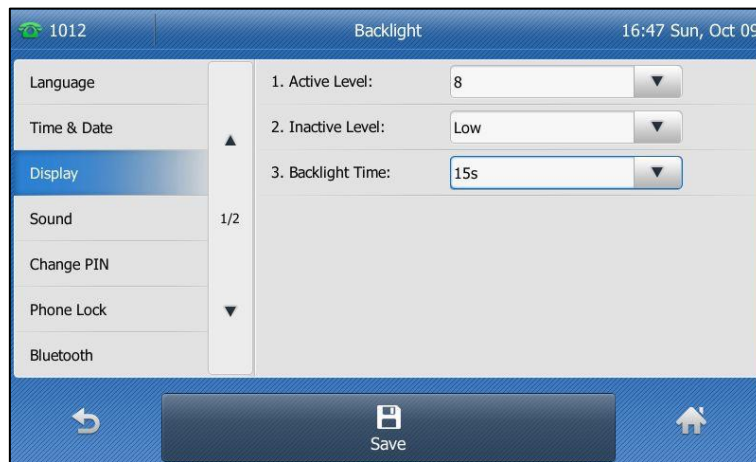 1012
Backlight
16:47 Sun, Oct 09
Language
Time & Date
Display
Sound
Change PIN
Phone Lock
Bluetooth
1/2
1. Active Level: 8
2. Inactive Level: Low
3. Backlight Time: 15s
Save